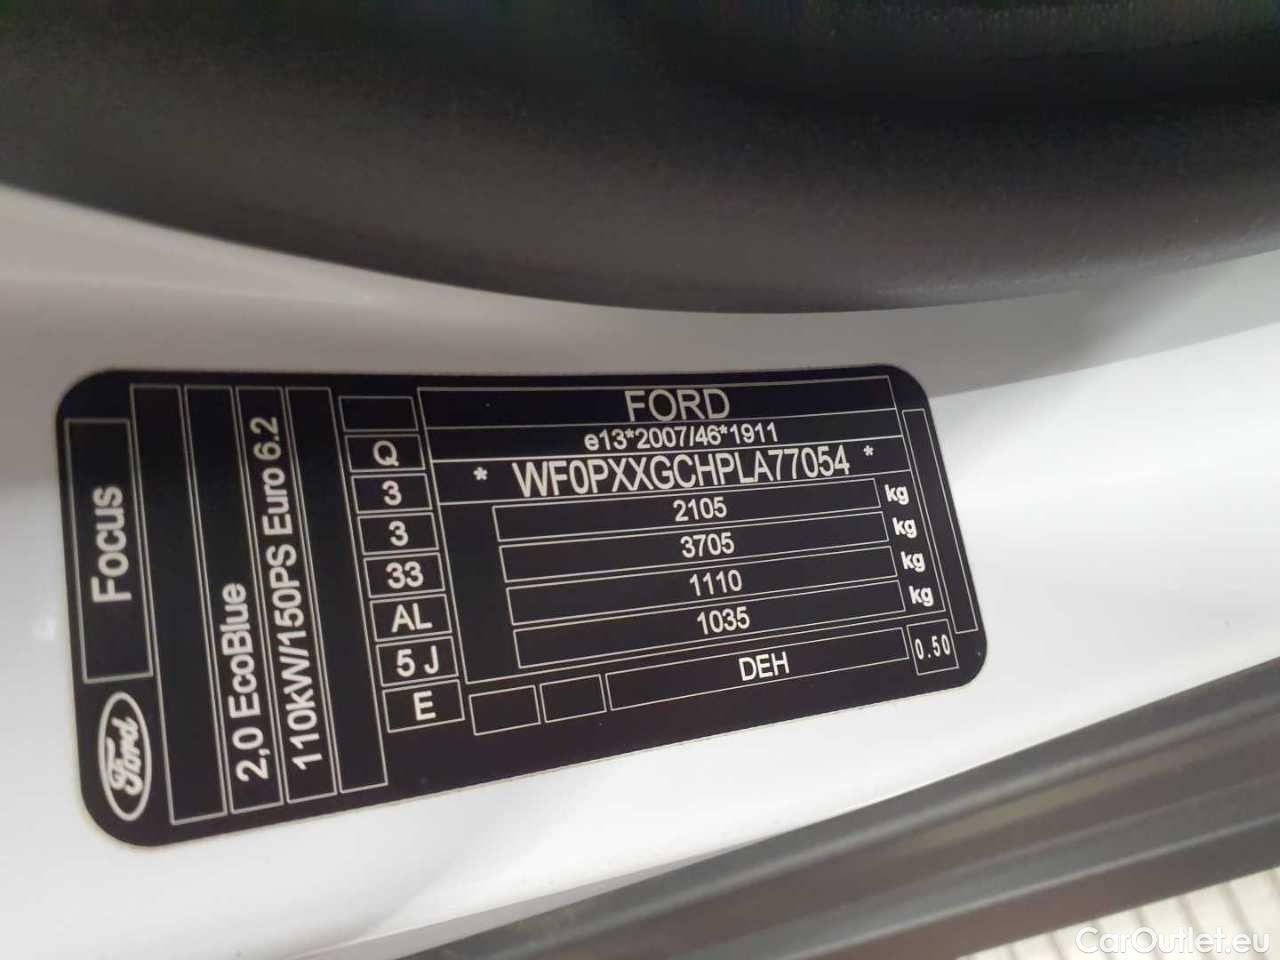 FORD
e13*2007/46*1911
* WF0PXXGCHPLA77054 *
2105 kg
3705 kg
1110 kg
1035 kg
DEH
0.50
Q
3
3
33
AL
5 J
E
Focus
Ford
2,0 EcoBlue
110kW/150PS Euro 6.2
CarOutlet.eu